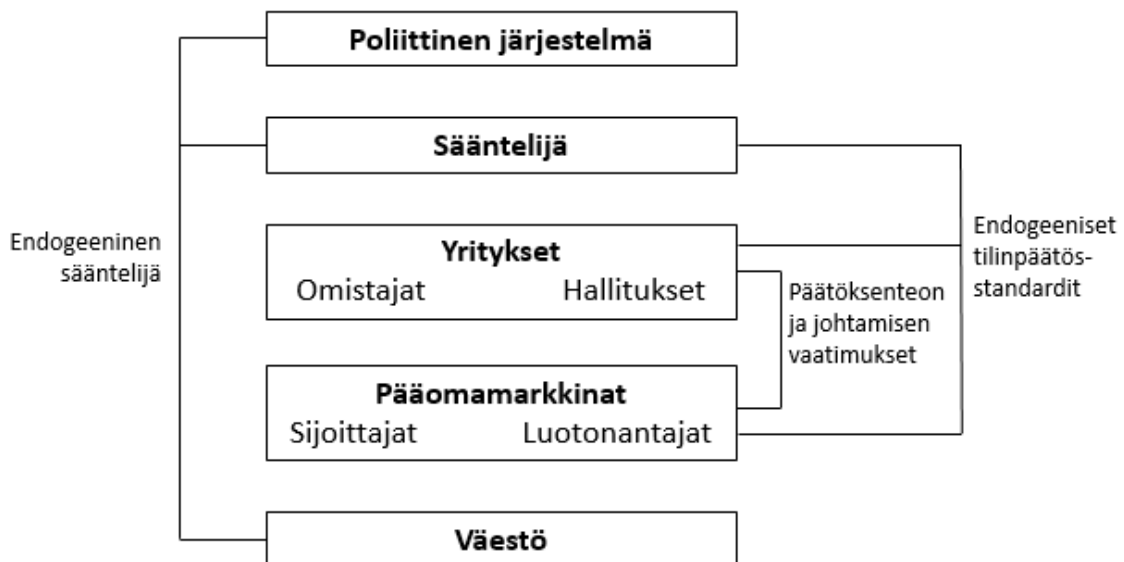 Poliittinen järjestelmä
Sääntelijä
Endogeeninen
sääntelijä
Yritykset
Omistajat Hallitukset
Päätöksenteon
ja johtamisen
vaatimukset
Endogeeniset
tilinpäätös-
standardit
Pääomamarkkinat
Sijoittajat Luotonantajat
Väestö